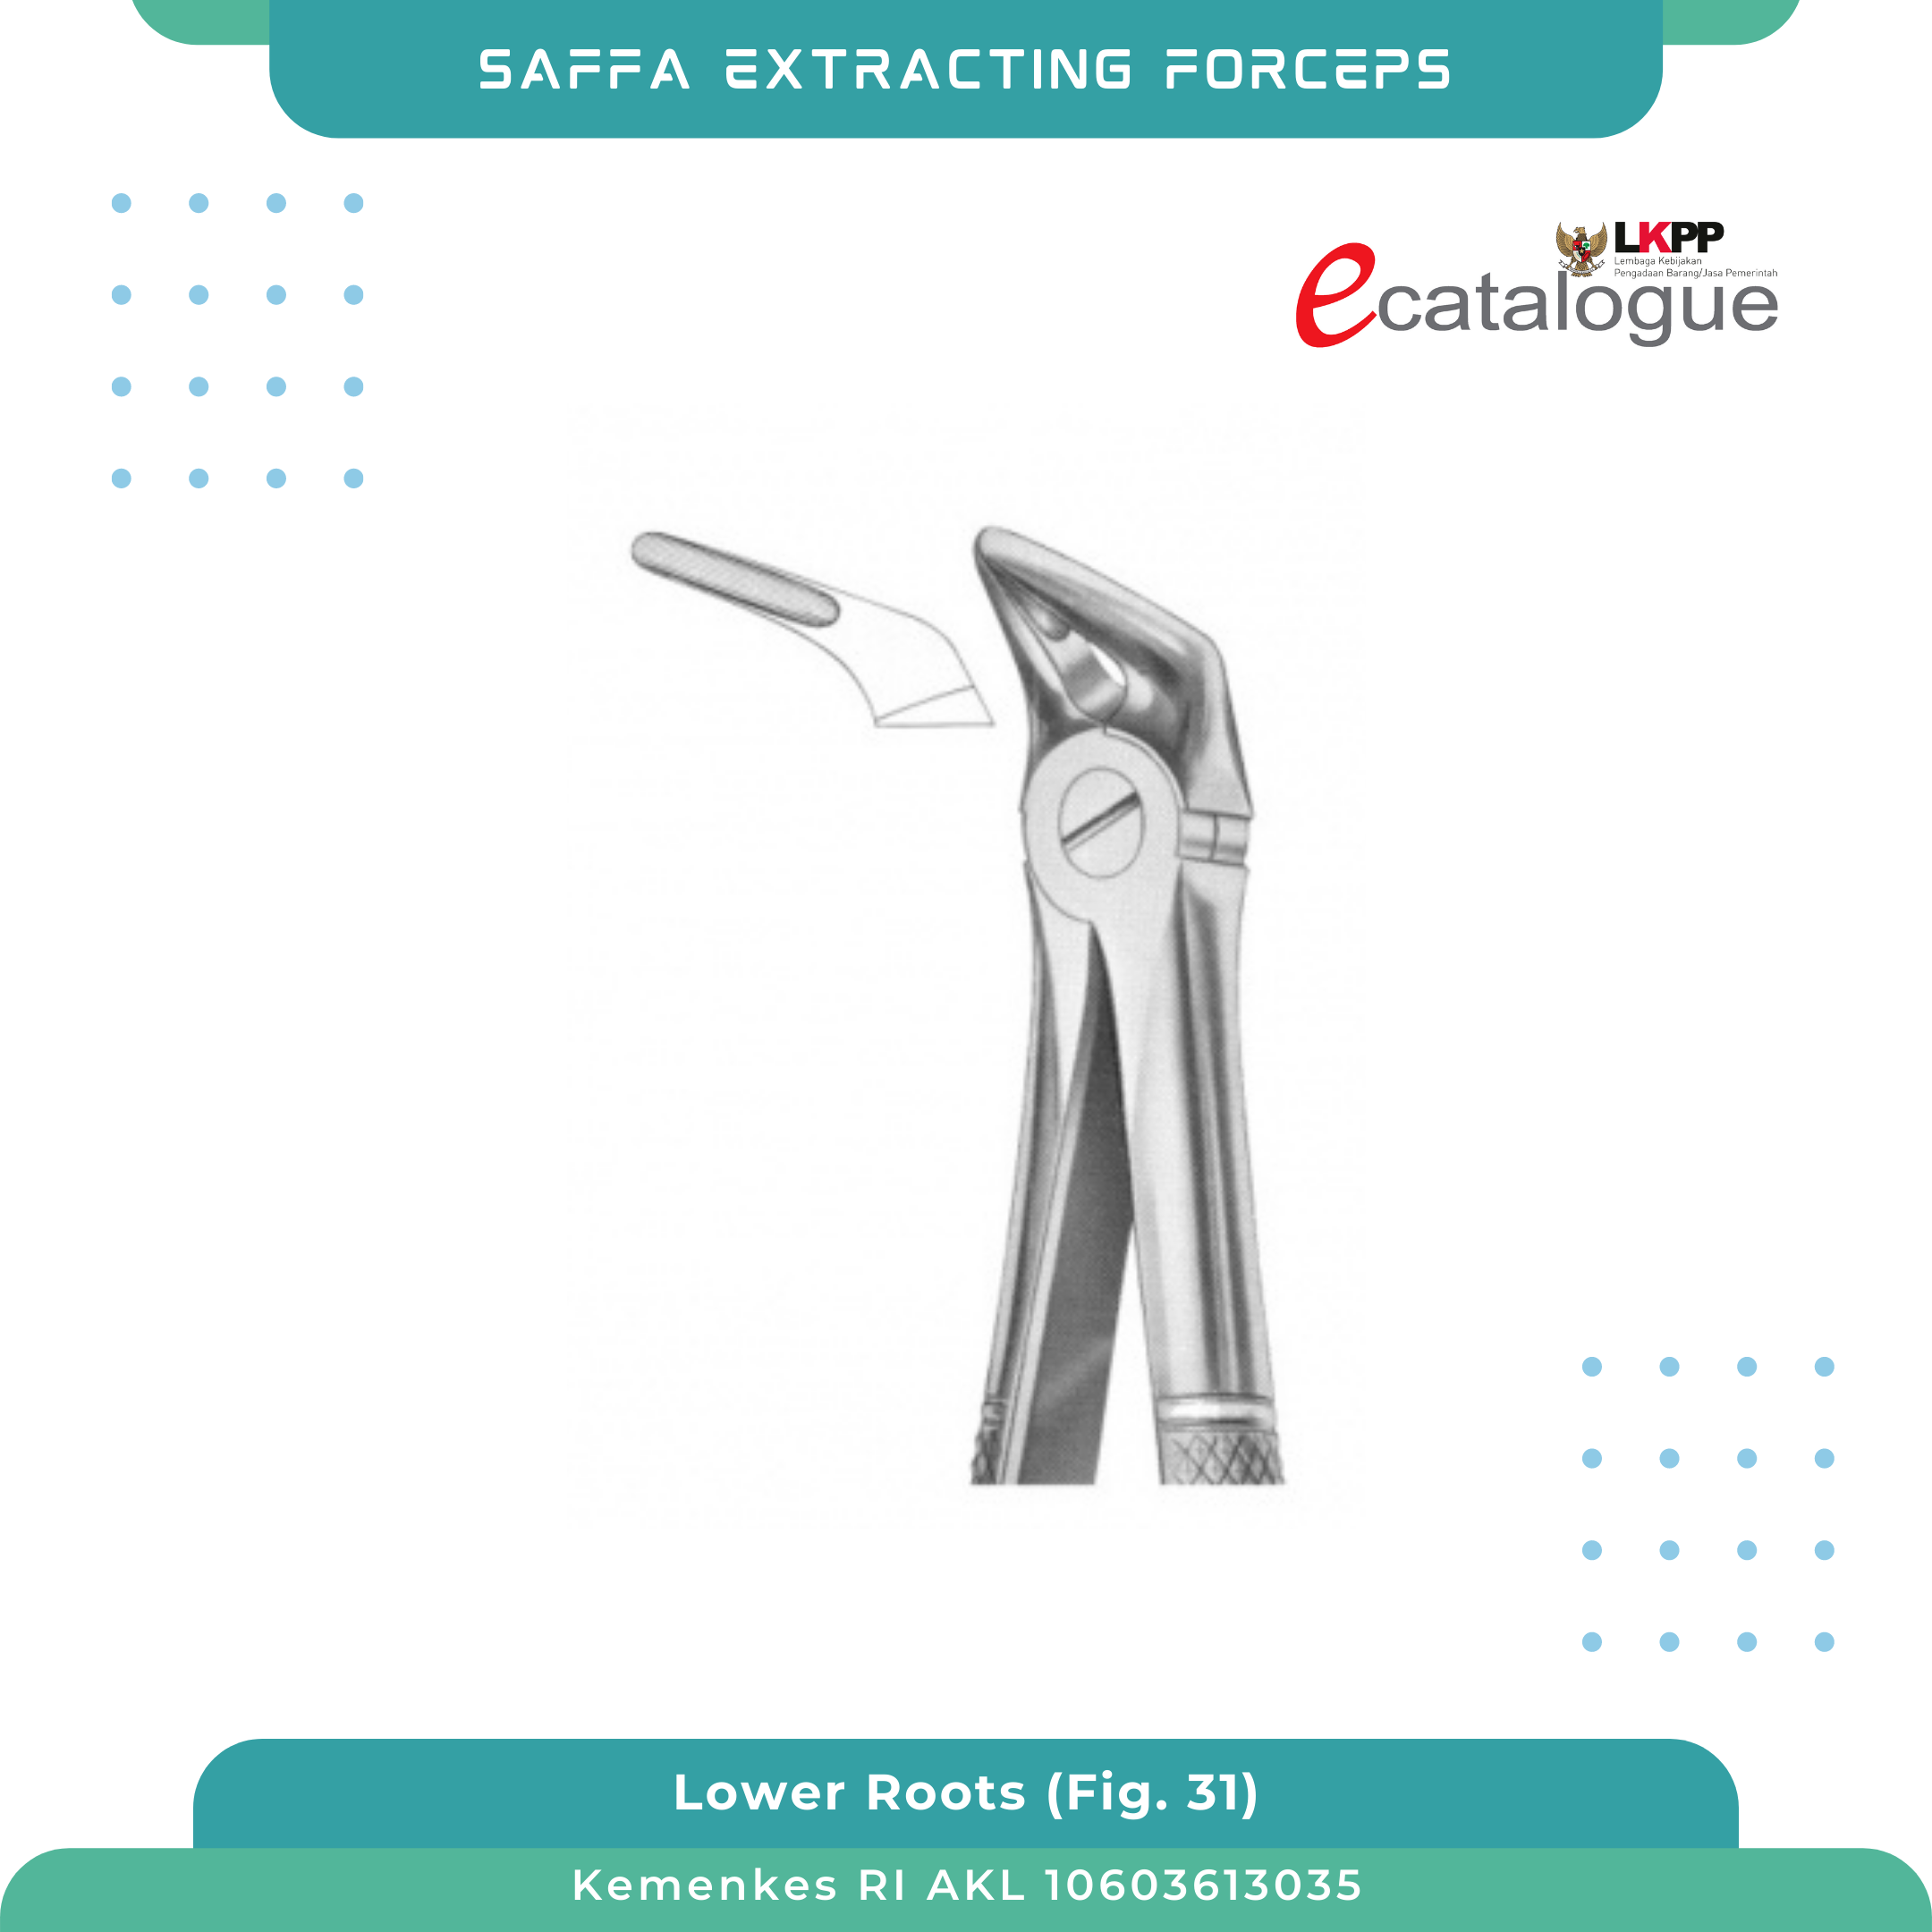 SAFFA EXTRACTING FORCEPS
LKPP
Lembaga Kebijakan
Pengadaan Barang/Jasa Pemerintah
ecatalogue
Lower Roots (Fig. 31)
Kemenkes RI AKL 10603613035